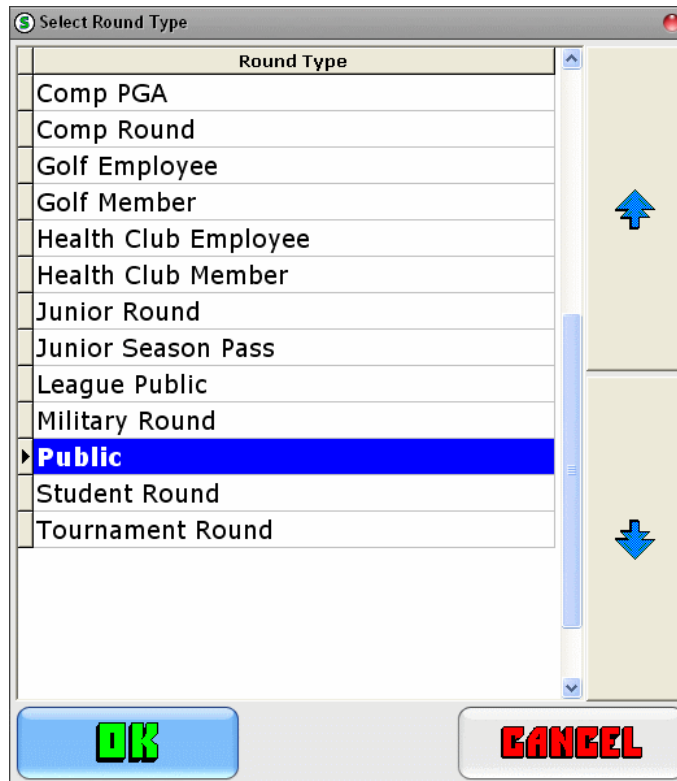 S Select Round Type
Round Type
Comp PGA
Comp Round
Golf Employee
Golf Member
Health Club Employee
Health Club Member
Junior Round
Junior Season Pass
League Public
Military Round
Public
Student Round
Tournament Round
OK
CANCEL